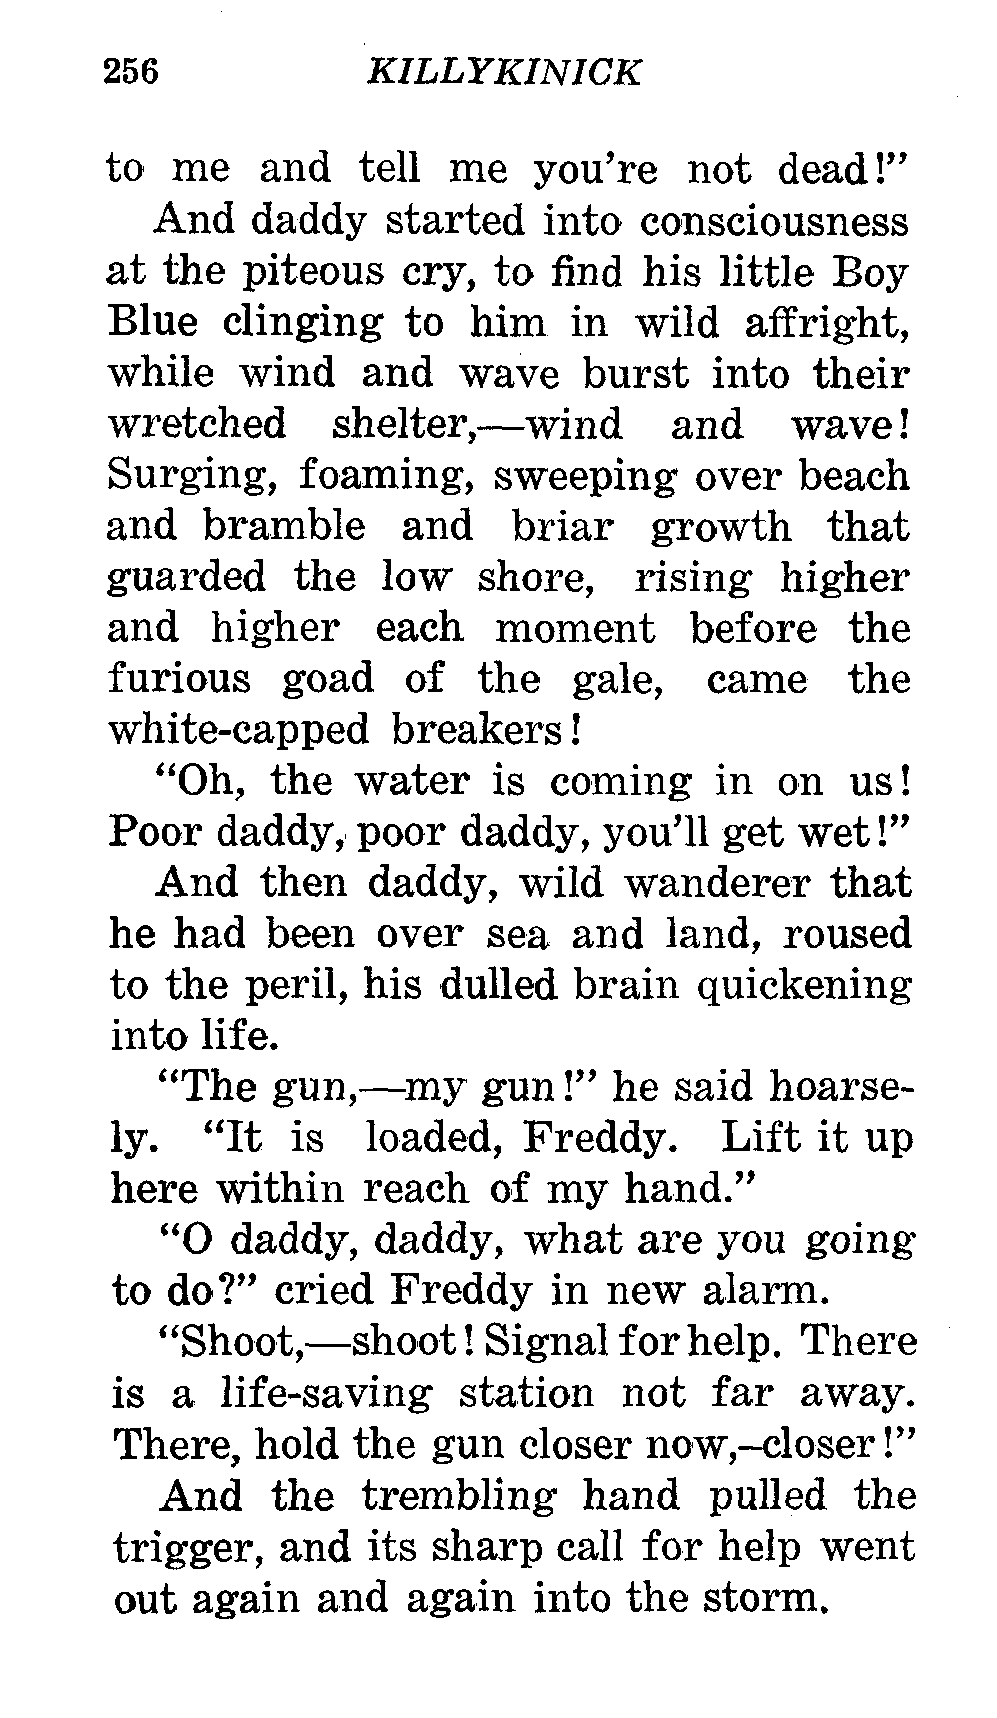 256 KILLYKINICK
to me and tell me you're not dead!”
And daddy started into consciousness
at the piteous cry, to find his little Boy
Blue clinging to him in wild affright,
while wind and wave burst into their
wretched shelter,—wind and wave!
Surging, foaming, sweeping over beach
and bramble and briar growth that
guarded the low shore, rising higher
and higher each moment before the
furious goad of the gale, came the
white-capped breakers!
“Oh, the water is coming in on us!
Poor daddy, poor daddy, you'll get wet!”
And then daddy, wild wanderer that
he had been over sea and land, roused
to the peril, his dulled brain quickening
into life.
“The gun,—my gun!” he said hoarse-
ly. “It is loaded, Freddy. Lift it up
here within reach of my hand.”
“O daddy, daddy, what are you going
to do?” cried Freddy in new alarm.
“Shoot,—shoot! Signal for help. There
is a life-saving station not far away.
There, hold the gun closer now,–closer!”
And the trembling hand pulled the
trigger, and its sharp call for help went
out again and again into the storm.